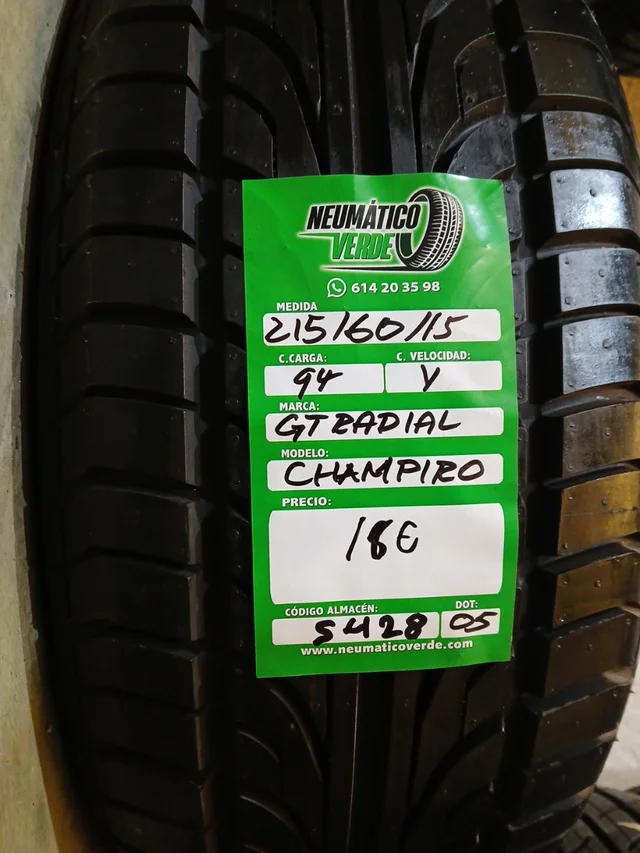 NEUMÁTICO
VERDE
614 20 35 98
MEDIDA
215/60/15
C.CARGA: C. VELOCIDAD:
94 V
MARCA:
GT RADIAL
MODELO:
CHAMPIRO
PRECIO:
18€
CÓDIGO ALMACÉN: DOT:
S428 05
www.neumaticoverde.com